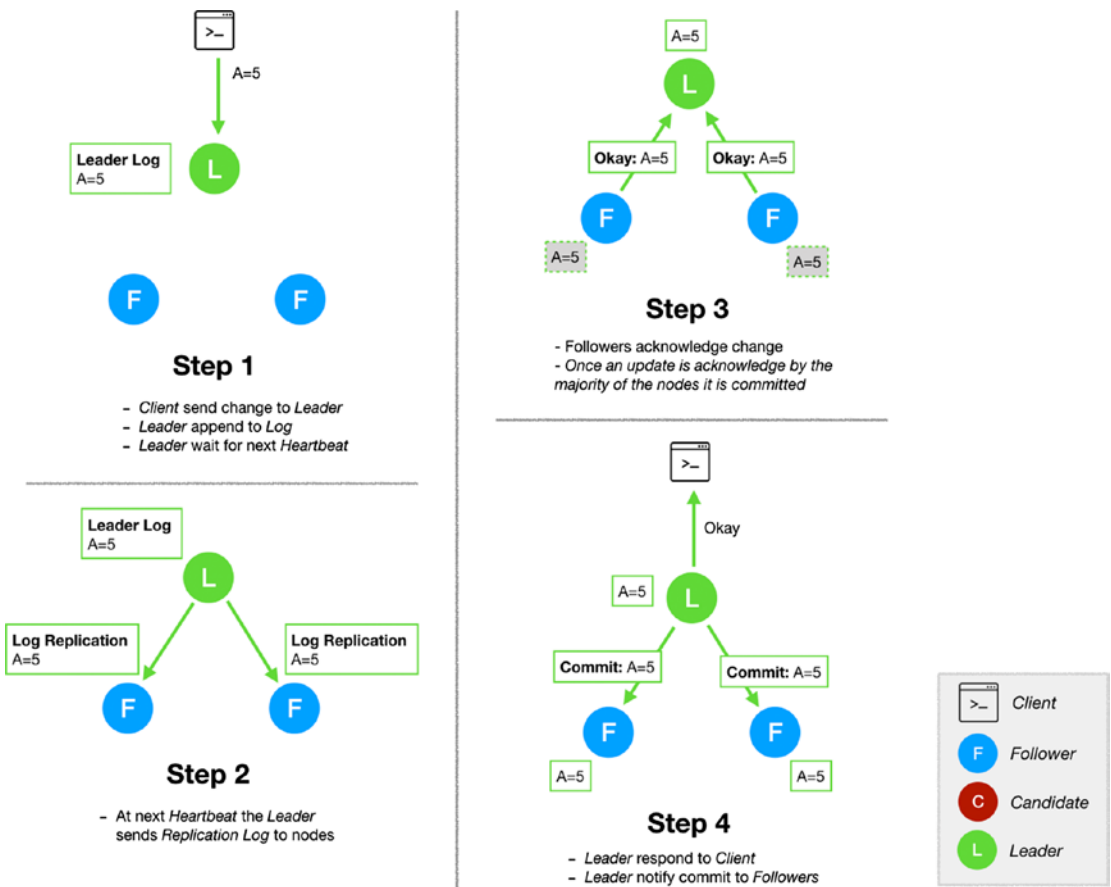 >_
A=5
Leader Log
A=5
L
F
F
Step 1
- Client send change to Leader
- Leader append to Log
- Leader wait for next Heartbeat
Leader Log
A=5
L
Log Replication
A=5
Log Replication
A=5
F
F
Step 2
- At next Heartbeat the Leader
sends Replication Log to nodes
A=5
L
Okay: A=5
Okay: A=5
F
F
A=5
A=5
Step 3
- Followers acknowledge change
- Once an update is acknowledge by the
majority of the nodes it is committed
>_
Okay
A=5
L
Commit: A=5
Commit: A=5
F
F
A=5
A=5
Step 4
- Leader respond to Client
- Leader notify commit to Followers
>_ Client
F Follower
C Candidate
L Leader